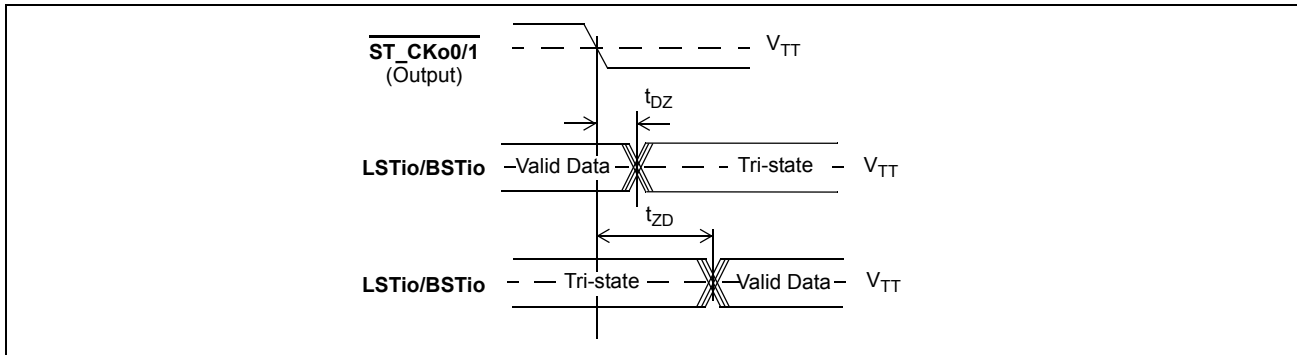 ST_CKo0/1
(Output)
V_TT
t_DZ
LSTio/BSTio
Valid Data
Tri-state
V_TT
t_ZD
LSTio/BSTio
Tri-state
Valid Data
V_TT